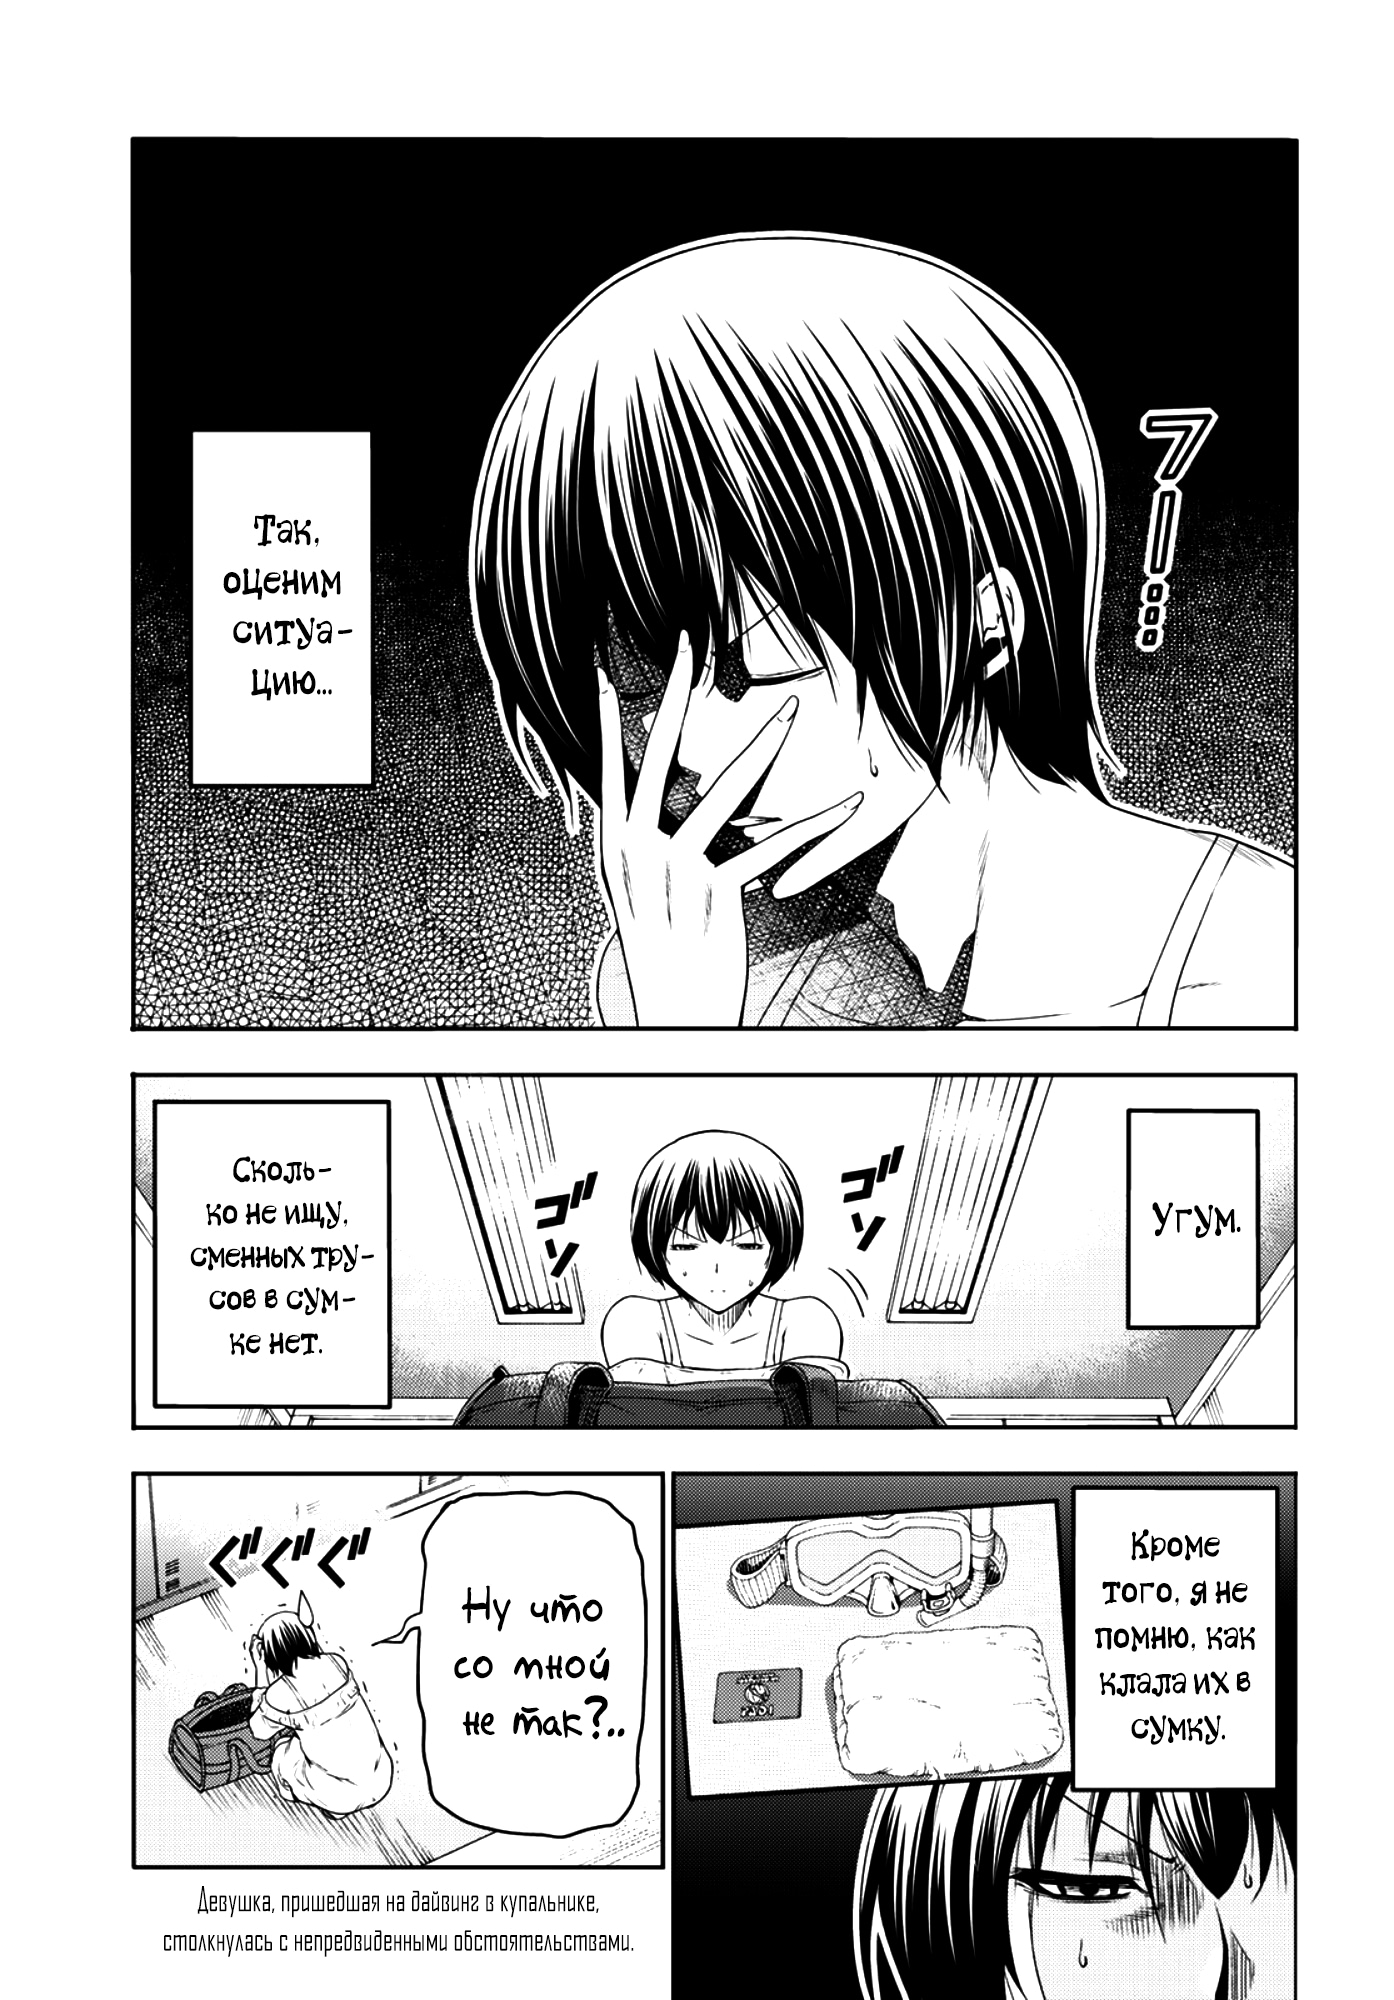 フー…
Так,
оценим
ситуа-
цию...
Угум.
ゴソ
ゴソ
Сколь-
ко не ищу,
сменных тру-
сов в сум-
ке нет.
Кроме
того, я не
помню, как
клала их в
сумку.
Ну что
со мной
не так?..
ぐぐぐ
Девушка, пришедшая на дайвинг в купальнике,
столкнулась с непредвиденными обстоятельствами.